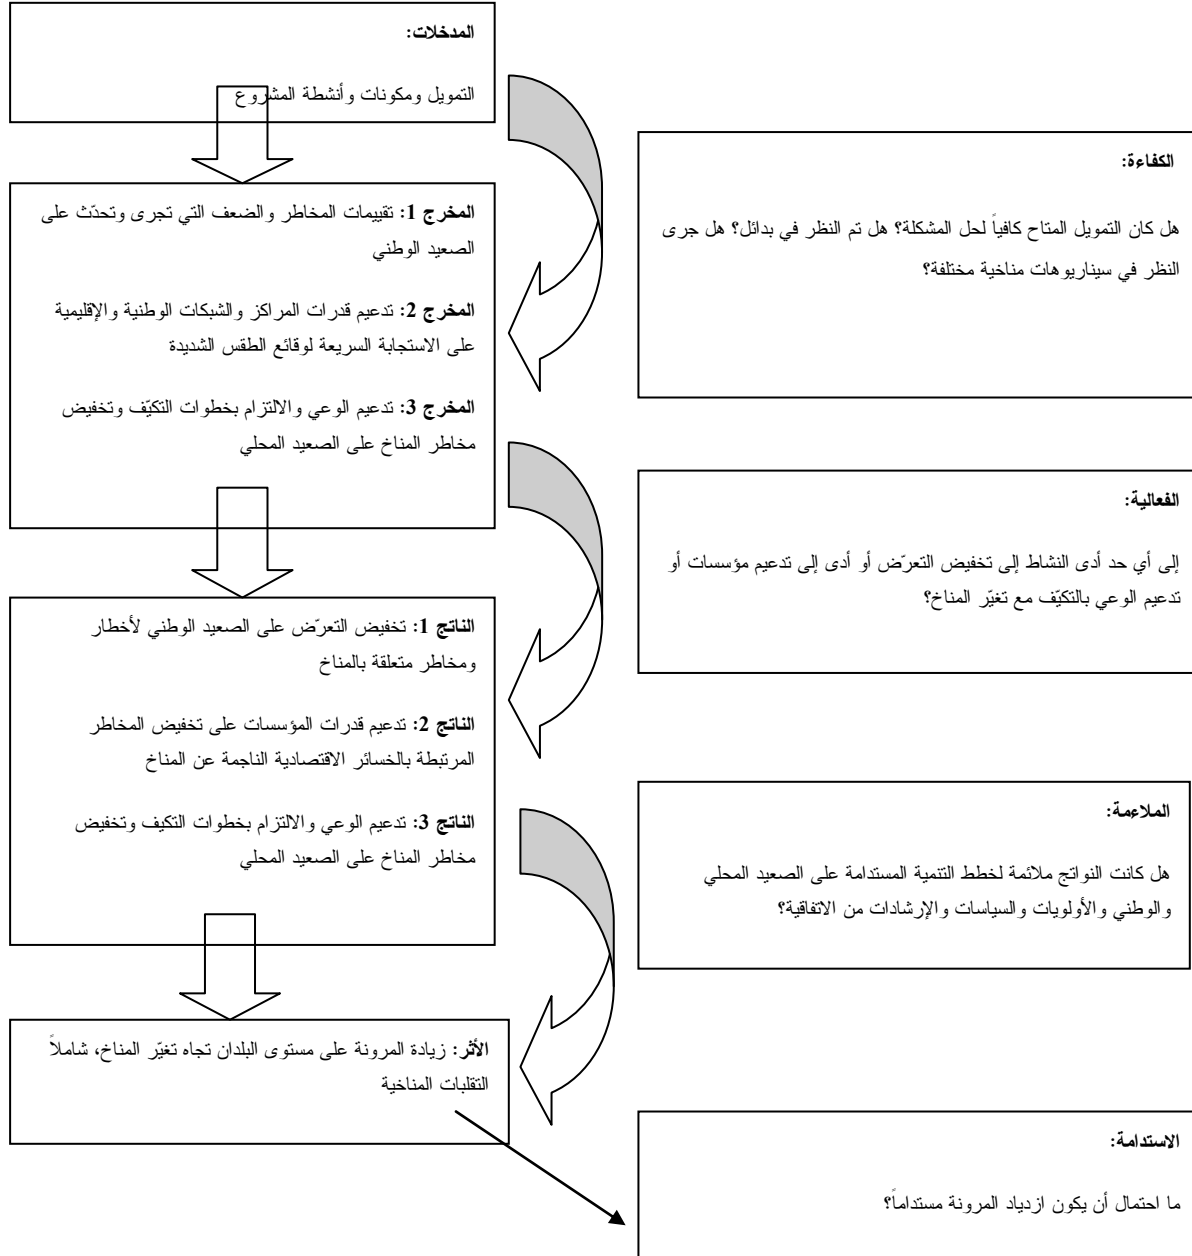 المدخلات:
التمويل ومكونات وأنشطة المشروع
الكفاءة:
هل كان التمويل المتاح كافياً لحل المشكلة؟ هل تم النظر في بدائل؟ هل جرى
النظر في سيناريوهات مناخية مختلفة؟
المخرج 1: تقييمات المخاطر والضعف التي تجرى وتحدّث على
الصعيد الوطني
المخرج 2: تدعيم قدرات المراكز والشبكات الوطنية والإقليمية
على الاستجابة السريعة لوقائع الطقس الشديدة
المخرج 3: تدعيم الوعي والالتزام بخطوات التكيّف وتخفيض
مخاطر المناخ على الصعيد المحلي
الفعالية:
إلى أي حد أدى النشاط إلى تخفيض التعرّض أو أدى إلى تدعيم مؤسسات أو
تدعيم الوعي بالتكيّف مع تغيّر المناخ؟
الناتج 1: تخفيض التعرّض على الصعيد الوطني لأخطار
ومخاطر متعلقة بالمناخ
الناتج 2: تدعيم قدرات المؤسسات على تخفيض المخاطر
المرتبطة بالخسائر الاقتصادية الناجمة عن المناخ
الناتج 3: تدعيم الوعي والالتزام بخطوات التكيف وتخفيض
مخاطر المناخ على الصعيد المحلي
الملاءمة:
هل كانت النواتج ملائمة لخطط التنمية المستدامة على الصعيد المحلي
والوطني والأولويات والسياسات والإرشادات من الاتفاقية؟
الأثر: زيادة المرونة على مستوى البلدان تجاه تغيّر المناخ، شاملاً
التقلبات المناخية
الاستدامة:
ما احتمال أن يكون ازدياد المرونة مستداماً؟